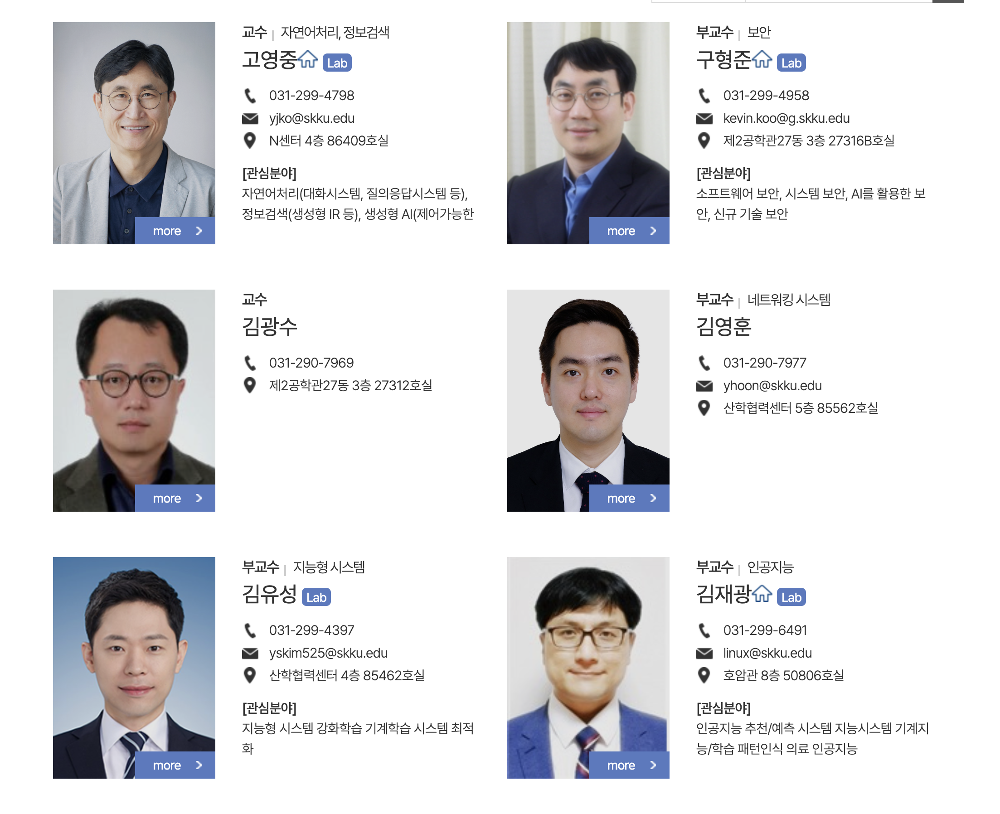 교수 | 자연어처리, 정보검색
고영중 Lab
031-299-4798
yjko@skku.edu
N센터 4층 86409호실
[관심분야]
자연어처리(대화시스템, 질의응답시스템 등),
정보검색(생성형 IR 등), 생성형 AI(제어가능한
more
부교수 | 보안
구형준 Lab
031-299-4958
kevin.koo@g.skku.edu
제2공학관27동 3층 27316B호실
[관심분야]
소프트웨어 보안, 시스템 보안, AI를 활용한 보
안, 신규 기술 보안
more
교수
김광수
031-290-7969
제2공학관27동 3층 27312호실
more
부교수 | 네트워킹 시스템
김영훈
031-290-7977
yhoon@skku.edu
산학협력센터 5층 85562호실
more
부교수 | 지능형 시스템
김유성 Lab
031-299-4397
yskim525@skku.edu
산학협력센터 4층 85462호실
[관심분야]
지능형 시스템 강화학습 기계학습 시스템 최적
화
more
부교수 | 인공지능
김재광 Lab
031-299-6491
linux@skku.edu
호암관 8층 50806호실
[관심분야]
인공지능 추천/예측 시스템 지능시스템 기계지
능/학습 패턴인식 의료 인공지능
more